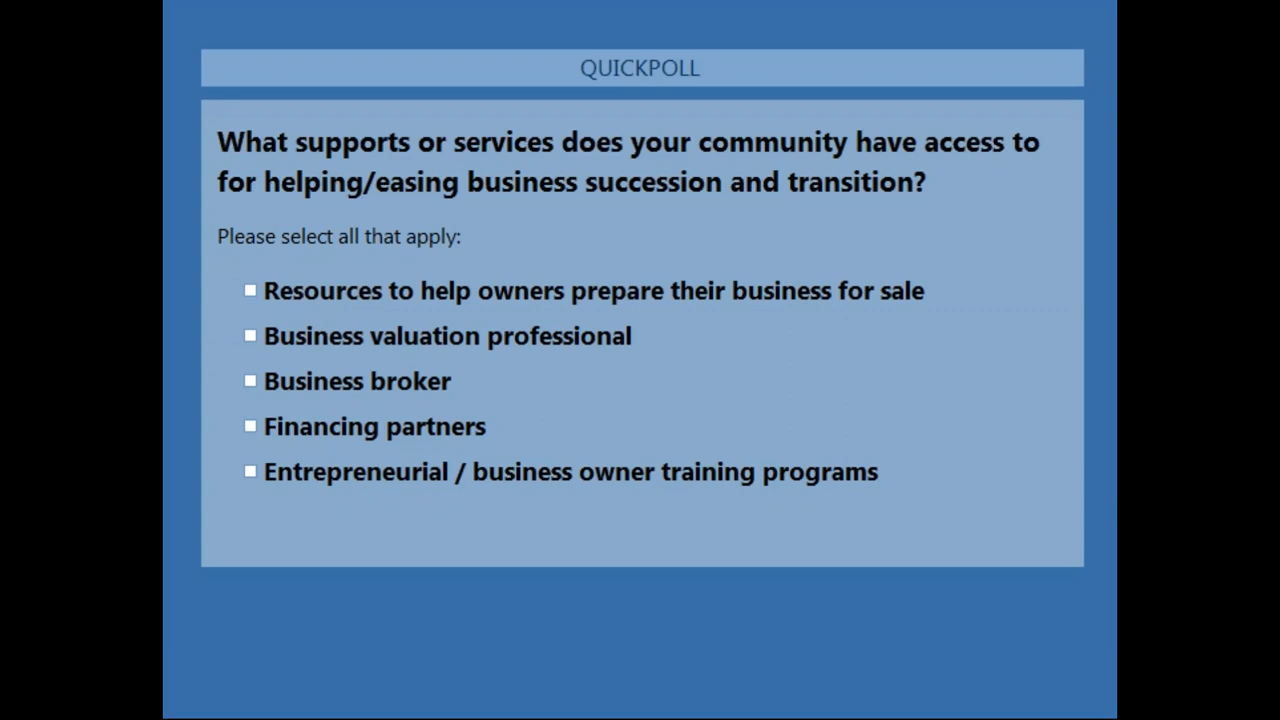 QUICKPOLL
What supports or services does your community have access to
for helping/easing business succession and transition?
Please select all that apply:
Resources to help owners prepare their business for sale
Business valuation professional
Business broker
Financing partners
Entrepreneurial / business owner training programs